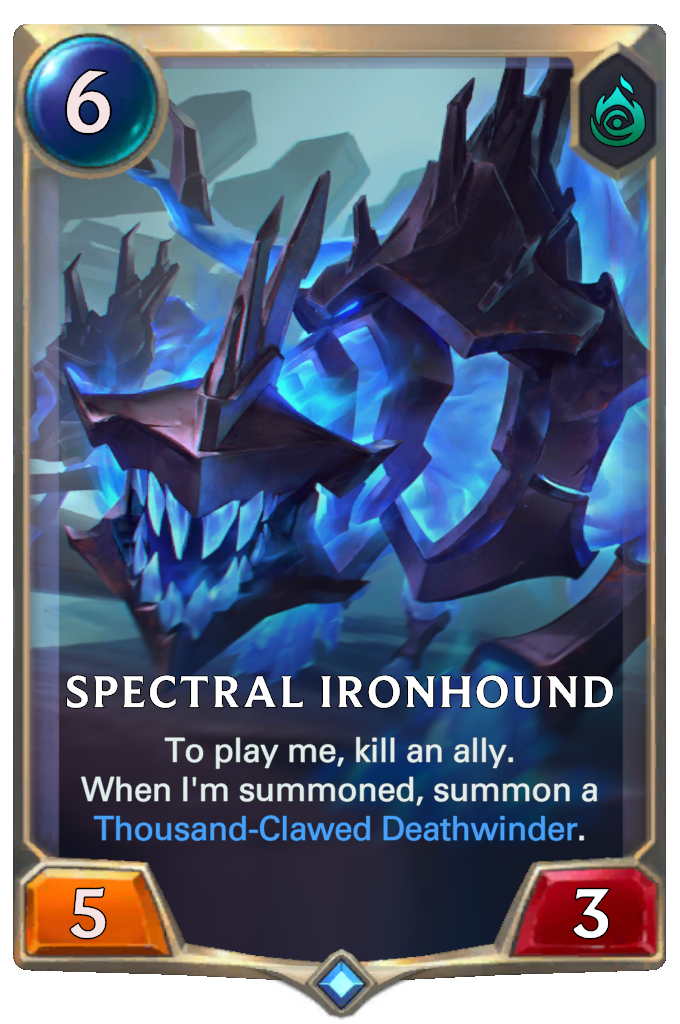 6
SPECTRAL IRONHOUND
To play me, kill an ally.
When I'm summoned, summon a
Thousand-Clawed Deathwinder.
5
3